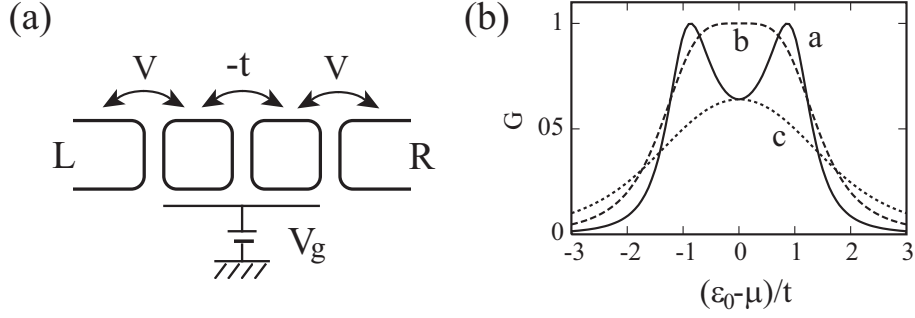 (a)
V -t V
L R
Vg
(b)
G
1
05
0
a
b
c
-3 -2 -1 0 1 2 3
(ε0-μ)/t